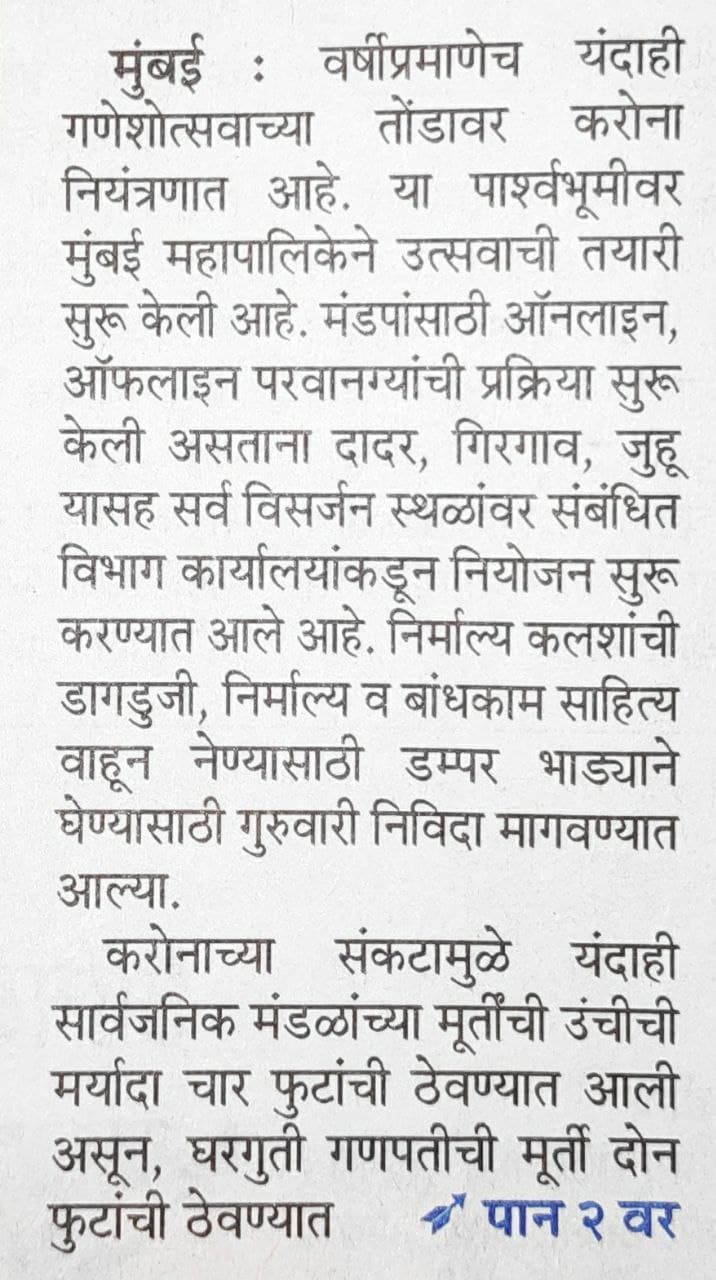 मुंबई : वर्षीप्रमाणेच यंदाही
गणेशोत्सवाच्या तोंडावर करोना
नियंत्रणात आहे. या पार्श्वभूमीवर
मुंबई महापालिकेने उत्सवाची तयारी
सुरू केली आहे. मंडपांसाठी ऑनलाइन,
ऑफलाइन परवानग्यांची प्रक्रिया सुरू
केली असताना दादर, गिरगाव, जुहू
यासह सर्व विसर्जन स्थळांवर संबंधित
विभाग कार्यालयांकडून नियोजन सुरू
करण्यात आले आहे. निर्माल्य कलशांची
डागडुजी, निर्माल्य व बांधकाम साहित्य
वाहून नेण्यासाठी डम्पर भाड्याने
घेण्यासाठी गुरुवारी निविदा मागवण्यात
आल्या.
करोनाच्या संकटामुळे यंदाही
सार्वजनिक मंडळांच्या मूर्तींची उंचीची
मर्यादा चार फुटांची ठेवण्यात आली
असून, घरगुती गणपतीची मूर्ती दोन
फुटांची ठेवण्यात पान २ वर